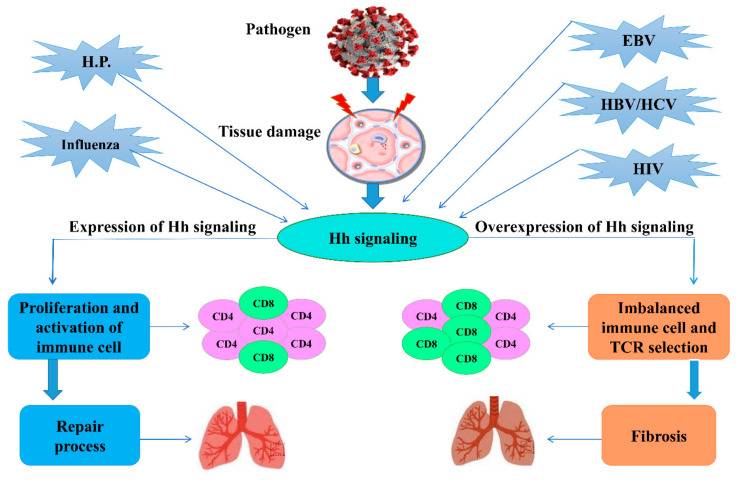 Pathogen
H.P.
EBV
HBV/HCV
Tissue damage
Influenza
HIV
Expression of Hh signaling
Overexpression of Hh signaling
Hh signaling
Proliferation and
activation of
immune cell
CD8
CD4
CD4
CD4
CD4
CD4
CD8
CD8
CD4
CD4
CD8
CD8
CD4
CD8
Imbalanced
immune cell and
TCR selection
Repair
process
Fibrosis